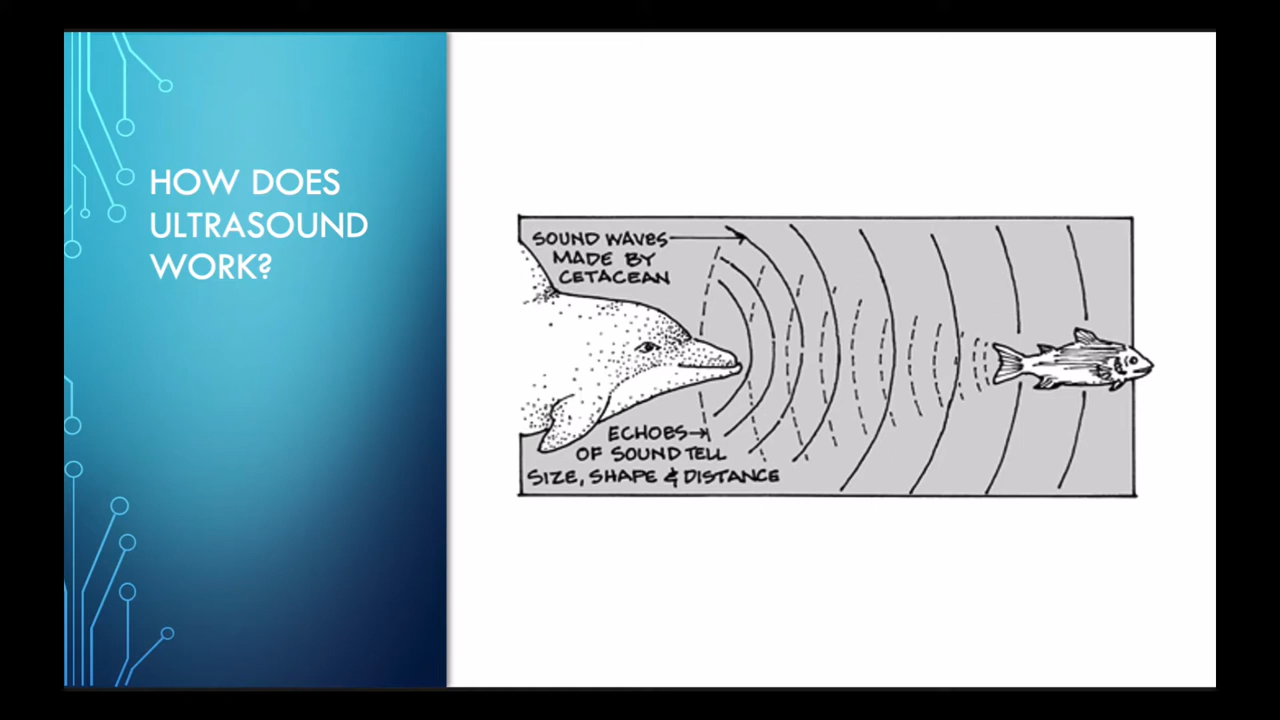 HOW DOES
ULTRASOUND
WORK?
SOUND WAVES
MADE BY
CETACEAN
ECHOES
OF SOUND TELL
SIZE, SHAPE & DISTANCE